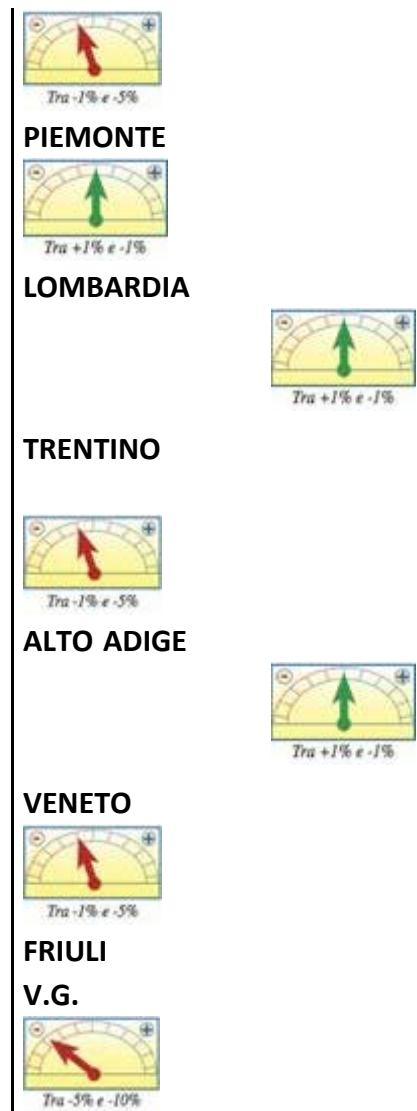 Tra -1% e -5%
PIEMONTE
Tra +1% e -1%
LOMBARDIA
Tra +1% e -1%
TRENTINO
Tra -1% e -5%
ALTO ADIGE
Tra +1% e -1%
VENETO
Tra -1% e -5%
FRIULI
V.G.
Tra -5% e -10%